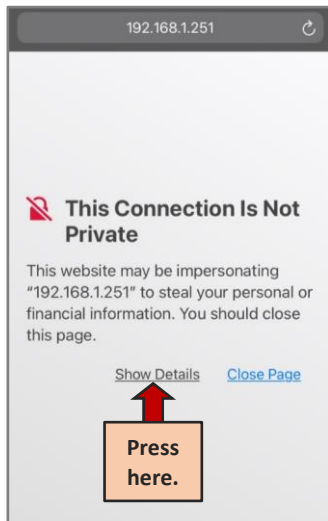 192.168.1.251
This Connection Is Not
Private
This website may be impersonating
"192.168.1.251" to steal your personal or
financial information. You should close
this page.
Show Details Close Page
Press
here.